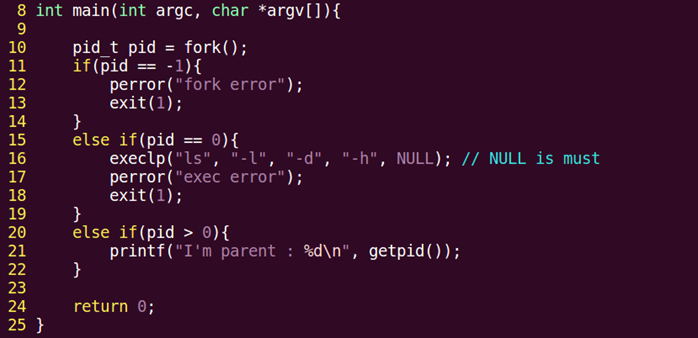 8 int main(int argc, char *argv[]){
9
10     pid_t pid = fork();
11     if(pid == -1){
12         perror("fork error");
13         exit(1);
14     }
15     else if(pid == 0){
16         execlp("ls", "-l", "-d", "-h", NULL); // NULL is must
17         perror("exec error");
18         exit(1);
19     }
20     else if(pid > 0){
21         printf("I'm parent : %d\n", getpid());
22     }
23
24     return 0;
25 }